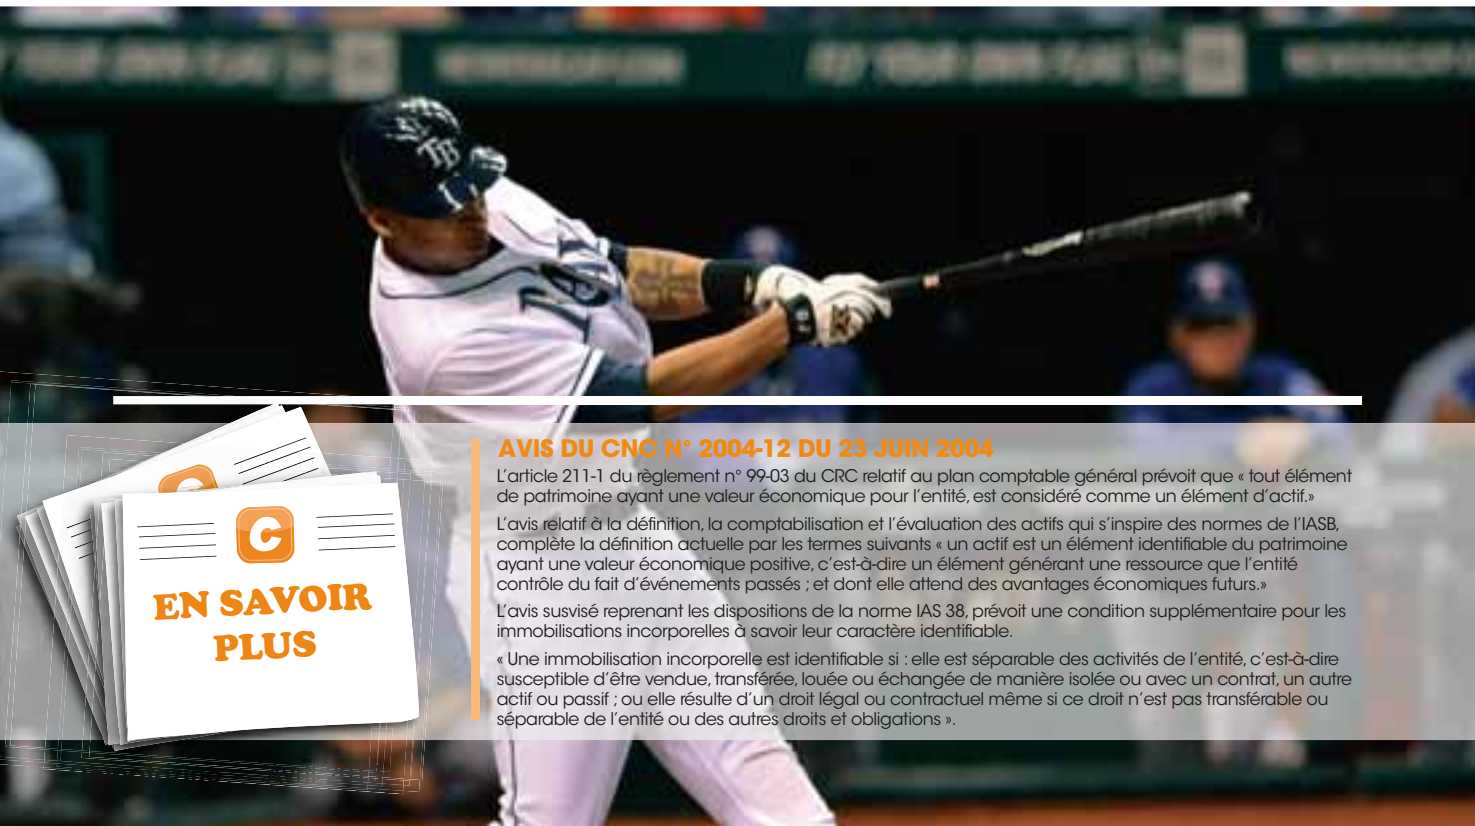 TB
AVIS DU CNC N° 2004-12 DU 23 JUIN 2004
L'article 211-1 du règlement n° 99-03 du CRC relatif au plan comptable général prévoit que « tout élément
de patrimoine ayant une valeur économique pour l'entité, est considéré comme un élément d'actif.»
L'avis relatif à la définition, la comptabilisation et l'évaluation des actifs qui s'inspire des normes de l'IASB,
complète la définition actuelle par les termes suivants « un actif est un élément identifiable du patrimoine
ayant une valeur économique positive, c'est-à-dire un élément générant une ressource que l'entité
contrôle du fait d'événements passés ; et dont elle attend des avantages économiques futurs.»
L'avis susvisé reprenant les dispositions de la norme IAS 38, prévoit une condition supplémentaire pour les
immobilisations incorporelles à savoir leur caractère identifiable.
« Une immobilisation incorporelle est identifiable si : elle est séparable des activités de l'entité, c'est-à-dire
susceptible d'être vendue, transférée, louée ou échangée de manière isolée ou avec un contrat, un autre
actif ou passif ; ou elle résulte d'un droit légal ou contractuel même si ce droit n'est pas transférable ou
séparable de l'entité ou des autres droits et obligations ».
C
EN SAVOIR
PLUS